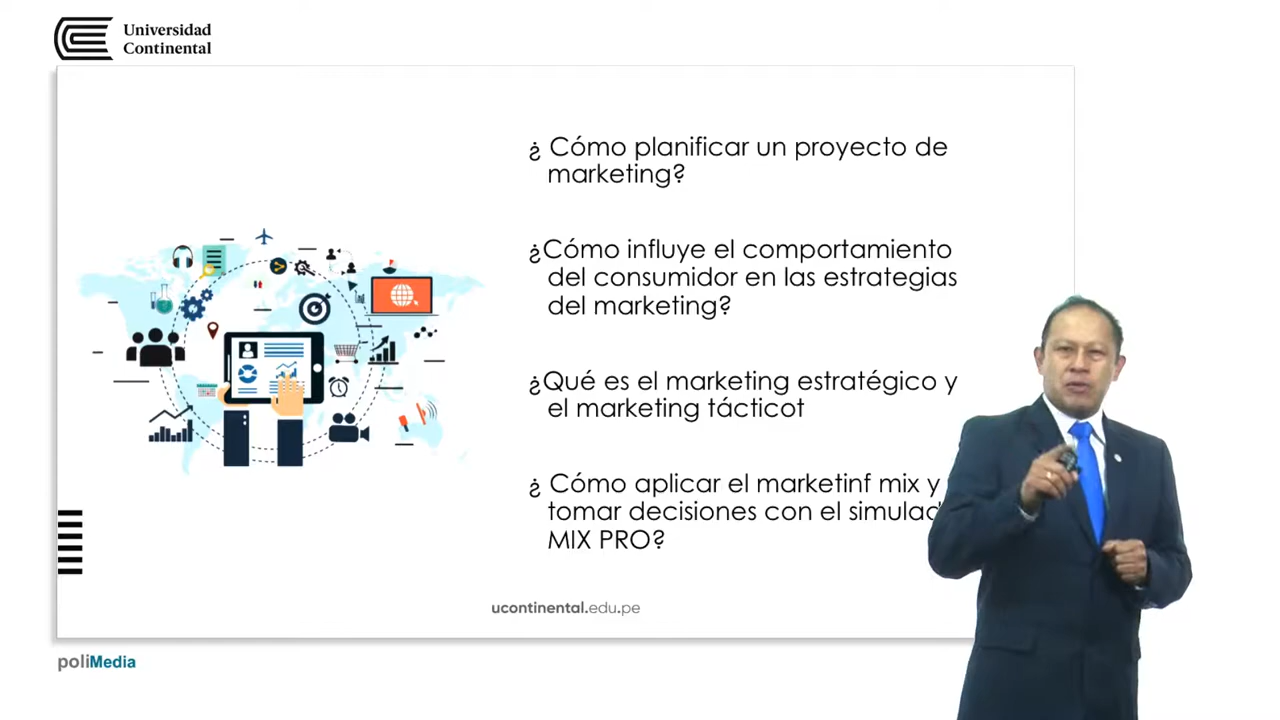 Universidad
Continental
¿ Cómo planificar un proyecto de
marketing?
¿Cómo influye el comportamiento
del consumidor en las estrategias
del marketing?
¿Qué es el marketing estratégico y
el marketing tácticot
¿ Cómo aplicar el marketinf mix y
tomar decisiones con el
MIX PRO?
ucontinental.edu.pe
poliMedia